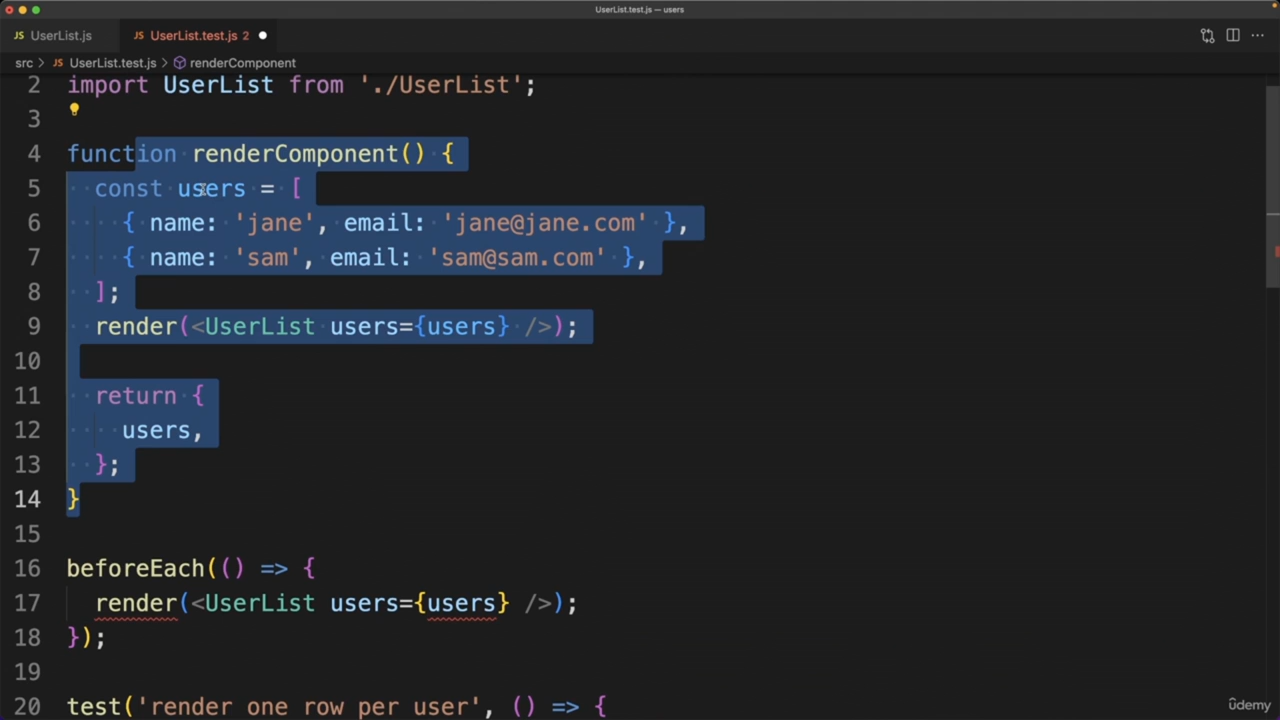 UserList.test.js — users
JS UserList.js JS UserList.test.js 2
src > JS UserList.test.js > renderComponent
2 import UserList from './UserList';
3
4 function renderComponent() {
5 const users = [
6 { name: 'jane', email: 'jane@jane.com' },
7 { name: 'sam', email: 'sam@sam.com' },
8 ];
9 render(<UserList users={users} />);
10
11 return {
12 users,
13 };
14 }
15
16 beforeEach(() => {
17 render(<UserList users={users} />);
18 });
19
20 test('render one row per user', () => {
ûdemy